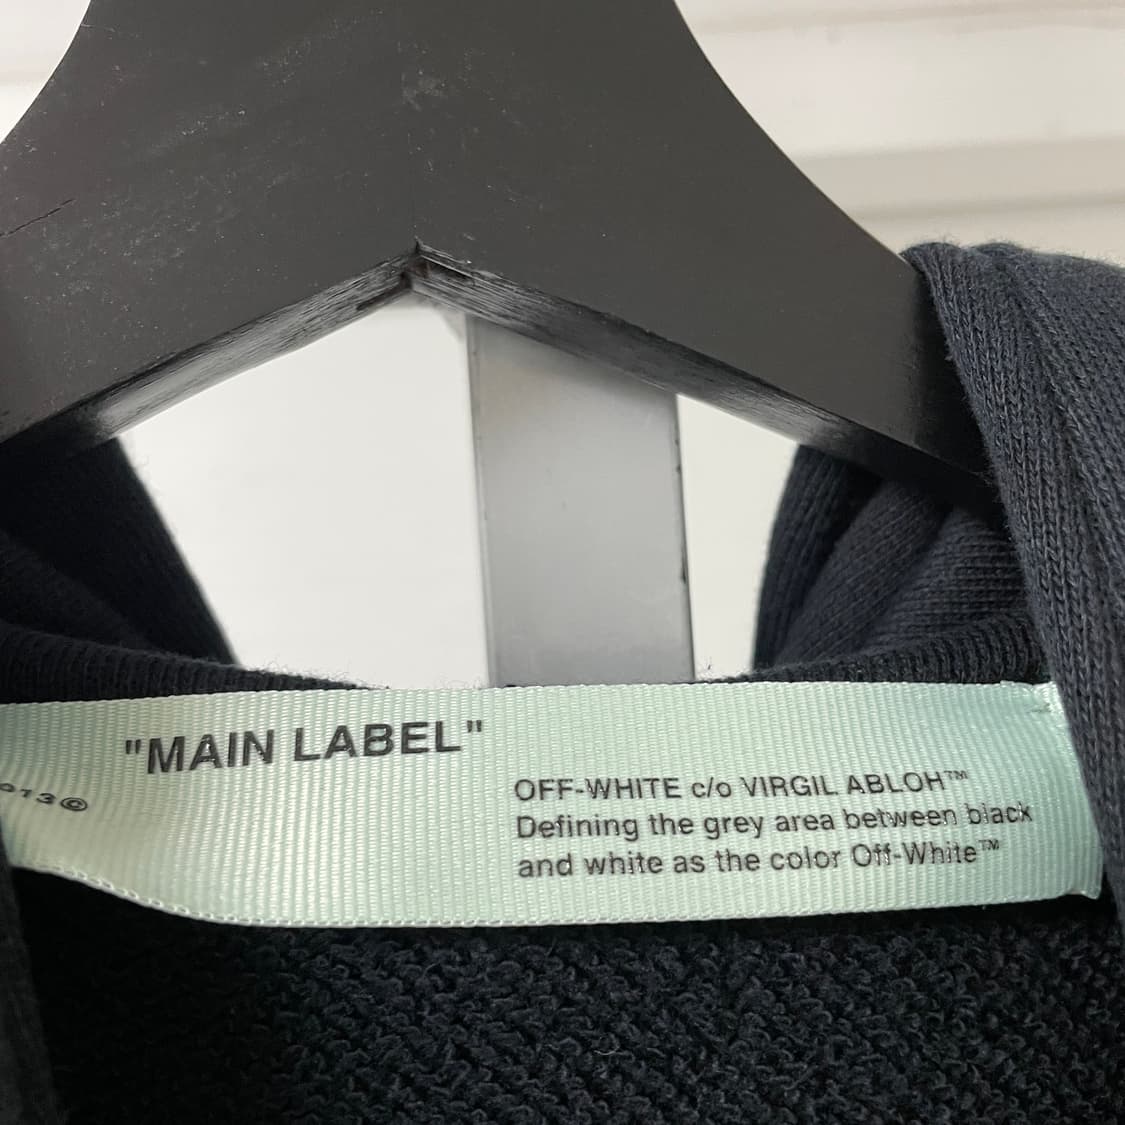 "MAIN LABEL"
013©
OFF-WHITE c/o VIRGIL ABLOH™
Defining the grey area between black
and white as the color Off-White™